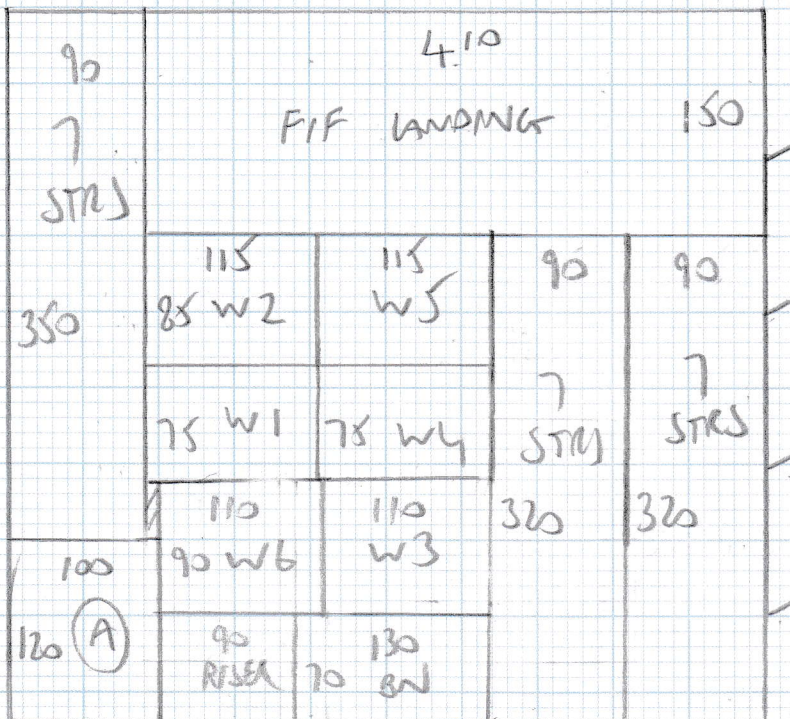 90
7
STRS
350
4.10
F/F LANDING
150
115
85 W2
115
W5
75 W1
75 W4
90
7
STRS
320
90
7
STRS
320
110
90 W6
110
W3
100
120 A
90
RISER
130
70 BN